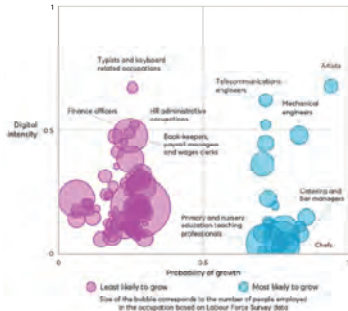 1
Typists and keyboard
related occupations
Telecommunications
engineers
Artists
Finance officers
HR administrative
occupations
Mechanical
engineers
Digital
intensity
0.5
Book-keepers,
payroll managers
and wages clerks
Catering and
bar managers
Primary and nursery
education teaching
professionals
Chefs
0
0
0.5
1
Probability of growth
Least likely to grow
Most likely to grow
Size of the bubble corresponds to the number of people employed
in the occupation based on Labour Force Survey data